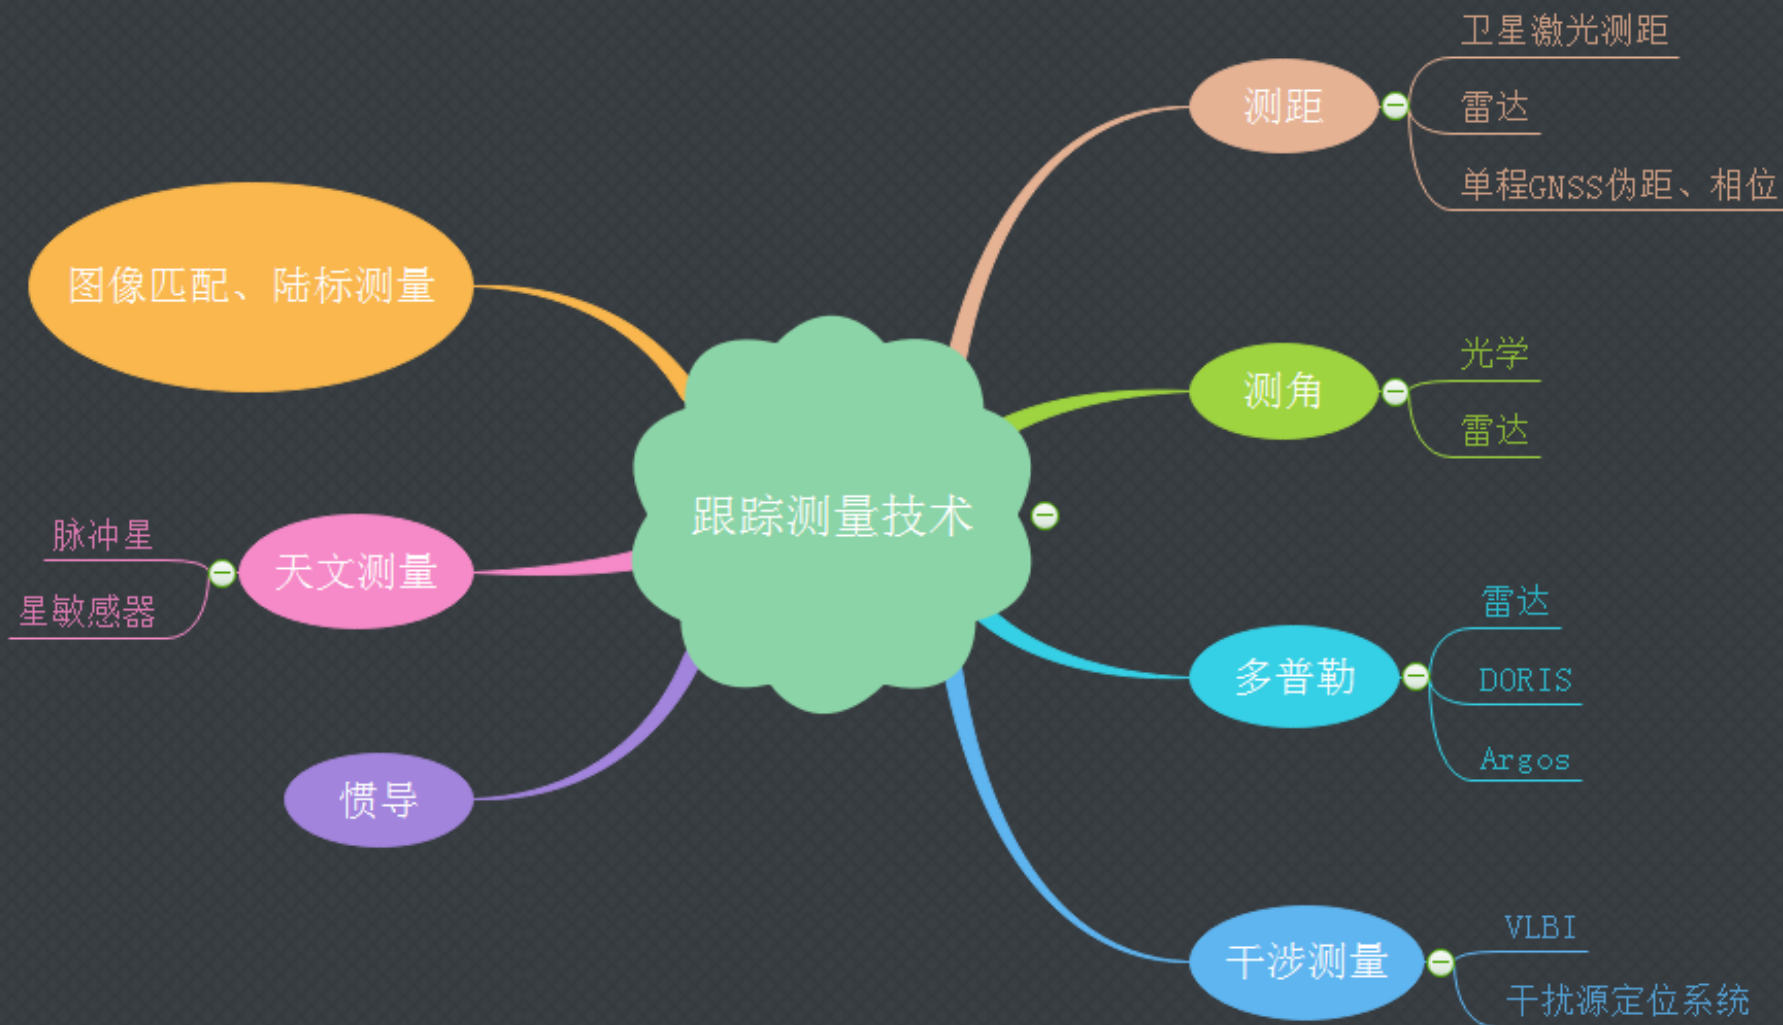 跟踪测量技术
测距
卫星激光测距
雷达
单程GNSS伪距、相位
测角
光学
雷达
多普勒
雷达
DORIS
Argos
干涉测量
VLBI
干扰源定位系统
图像匹配、陆标测量
天文测量
脉冲星
星敏感器
惯导